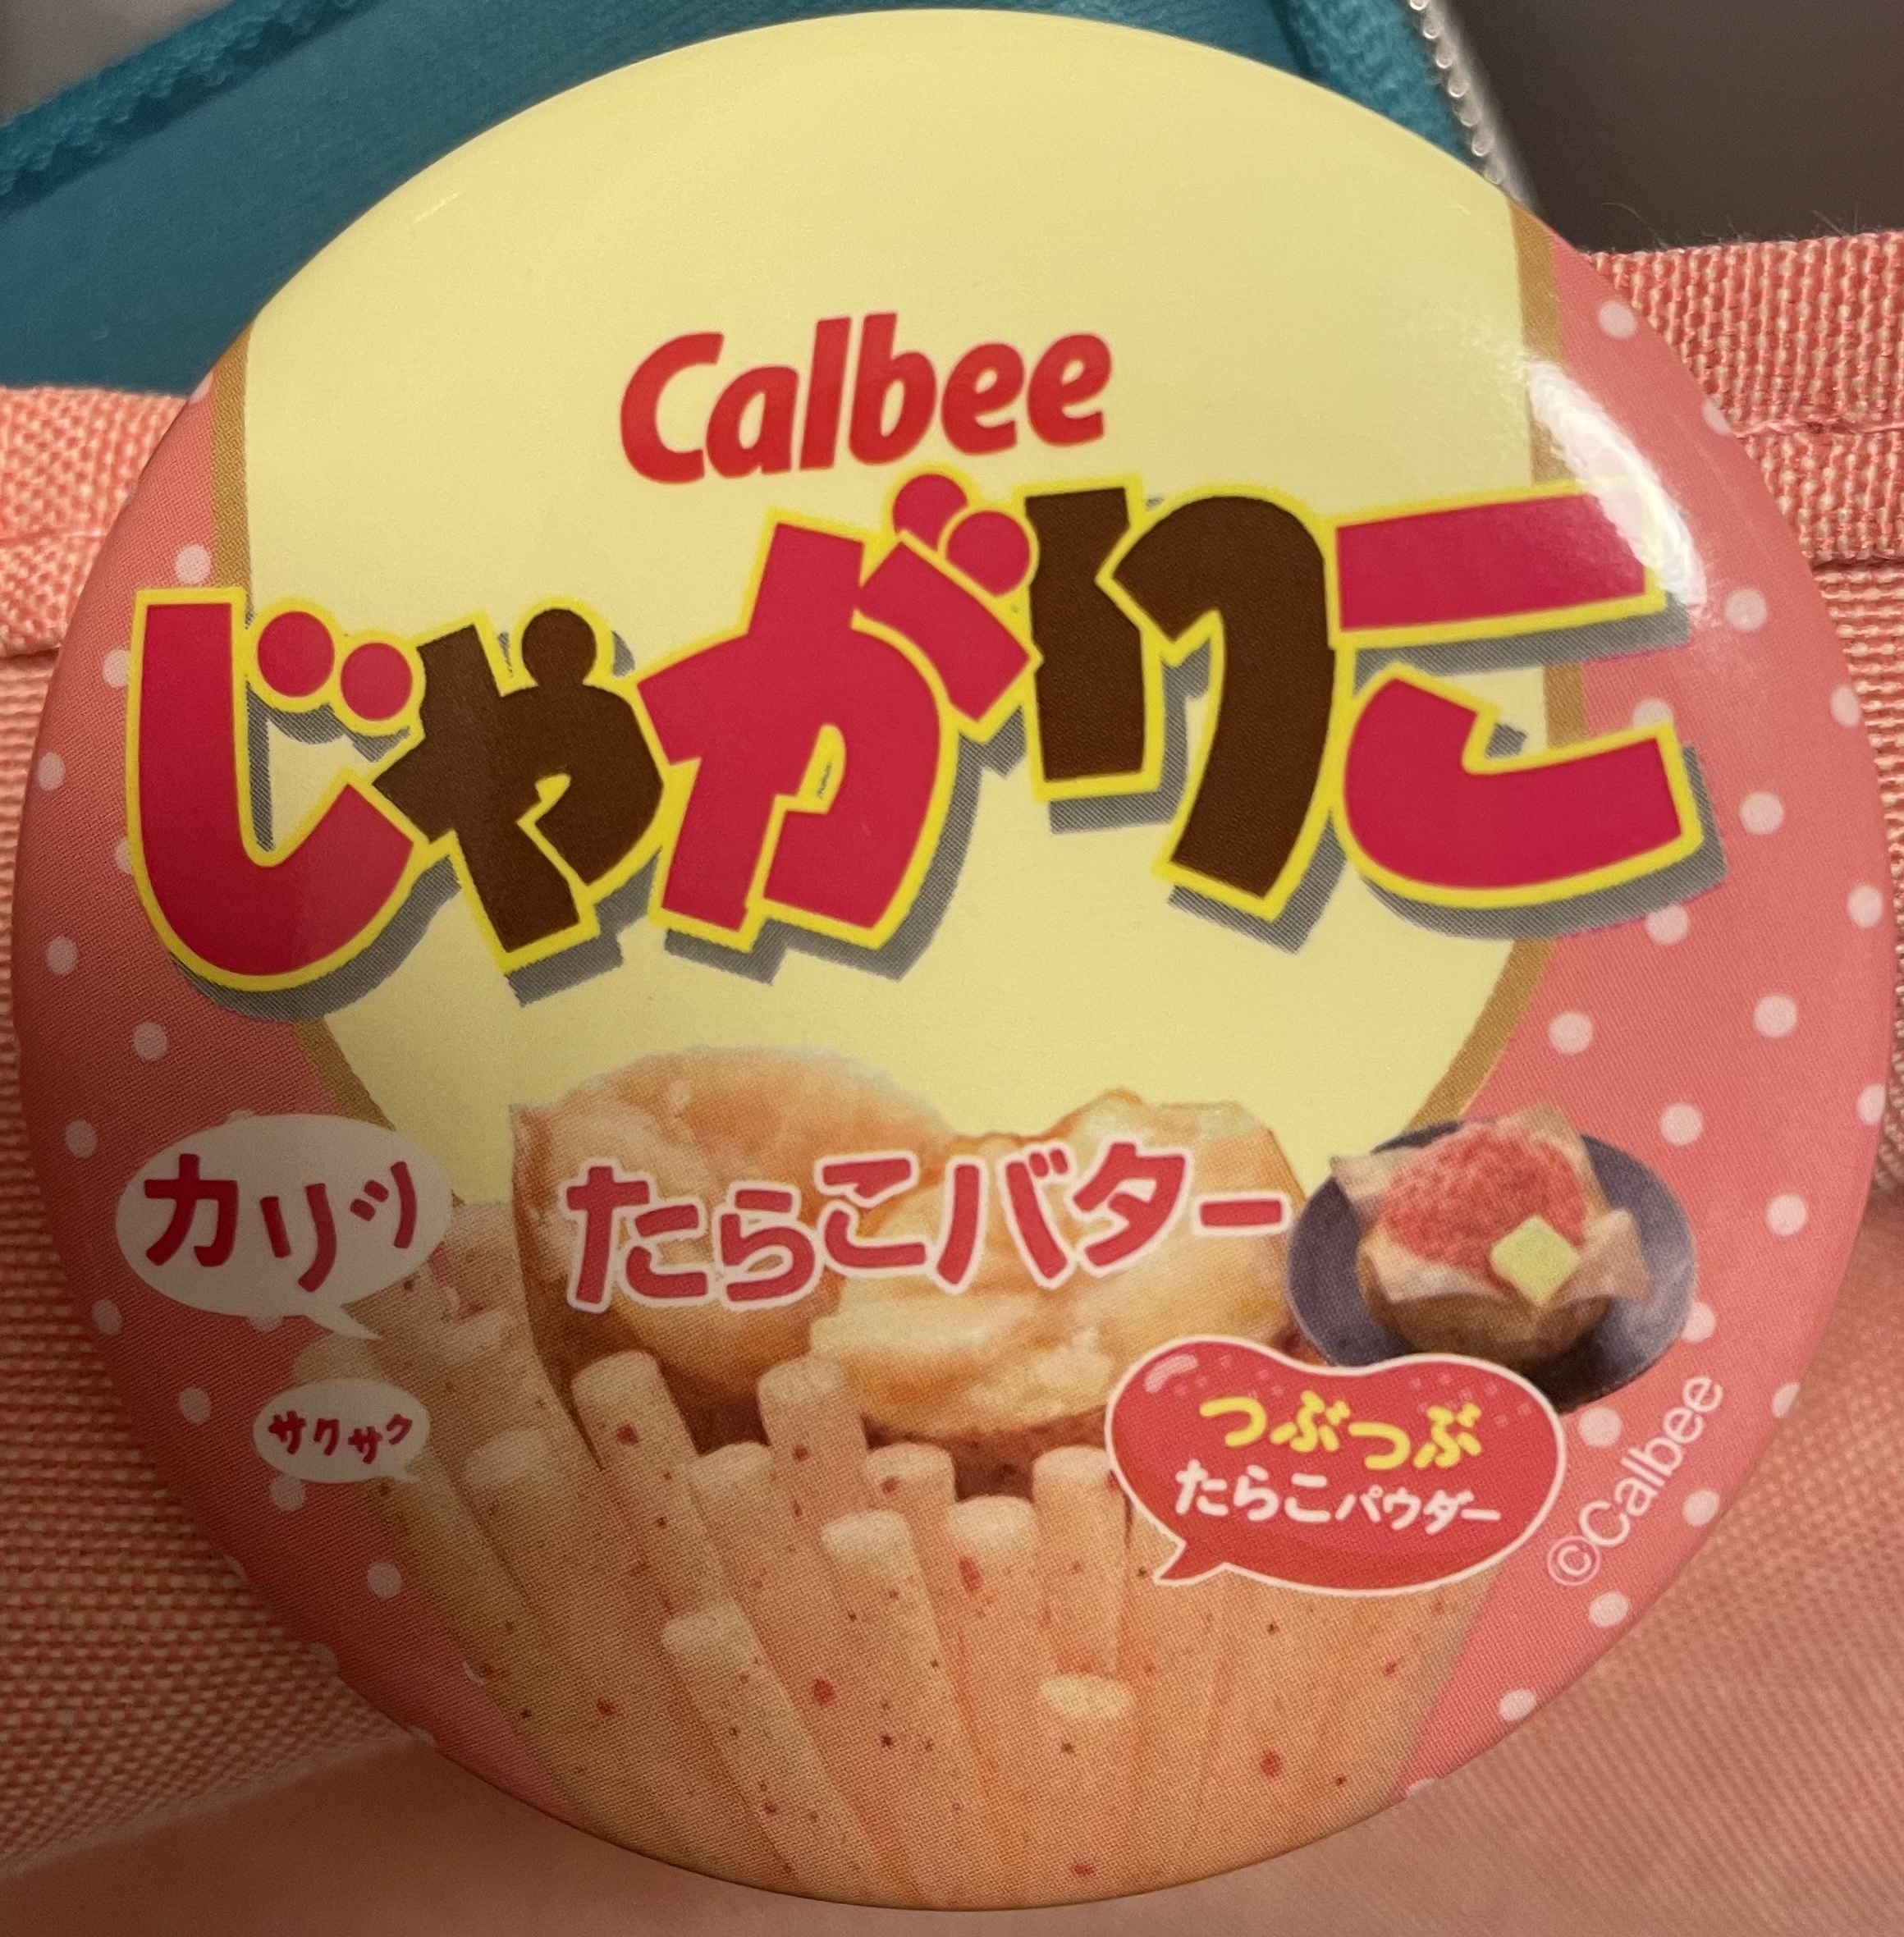 Calbee
じゃがりこ
カリッ
たらこバター
サクサク
つぶつぶ
たらこパウダー
©Calbee